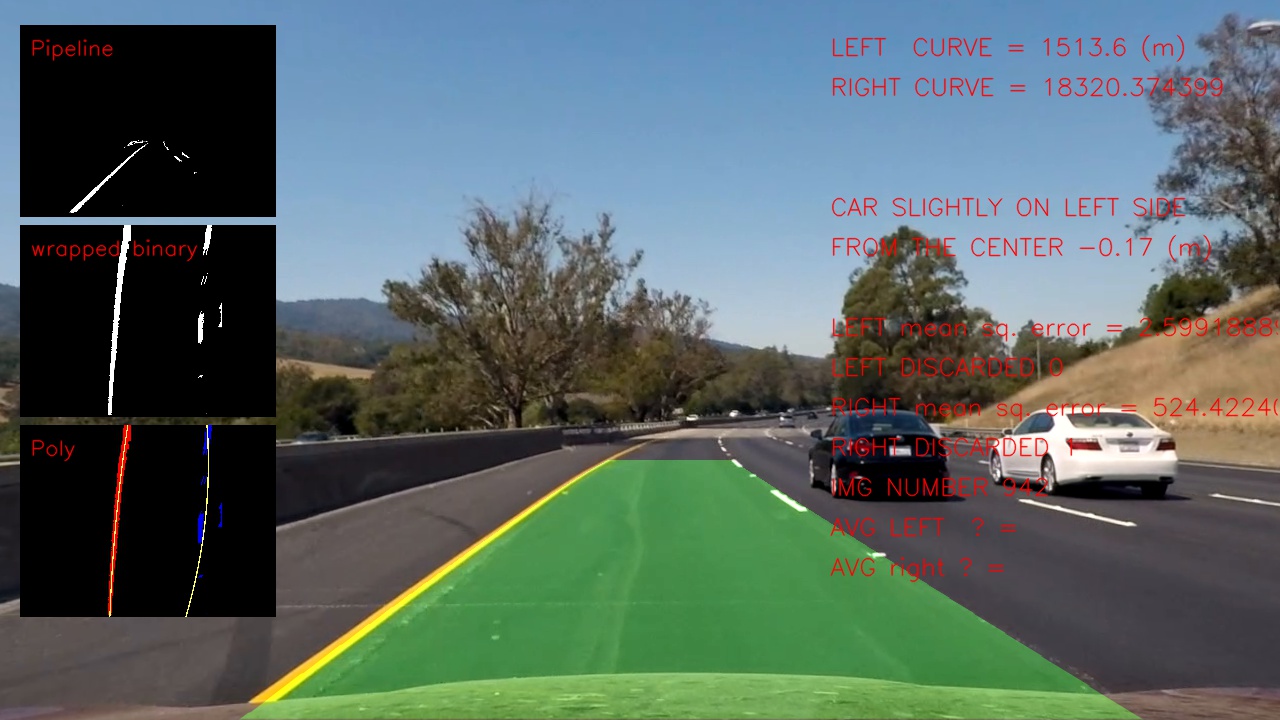 Pipeline
wrapped binary
Poly
LEFT CURVE = 1513.6 (m)
RIGHT CURVE = 18320.374399
CAR SLIGHTLY ON LEFT SIDE
FROM THE CENTER -0.17 (m)
LEFT mean sq. error = 2.5991888
LEFT DISCARDED 0
RIGHT mean sq. error = 524.4224
RIGHT DISCARDED 1
IMG NUMBER 942
AVG LEFT ? =
AVG right ? =